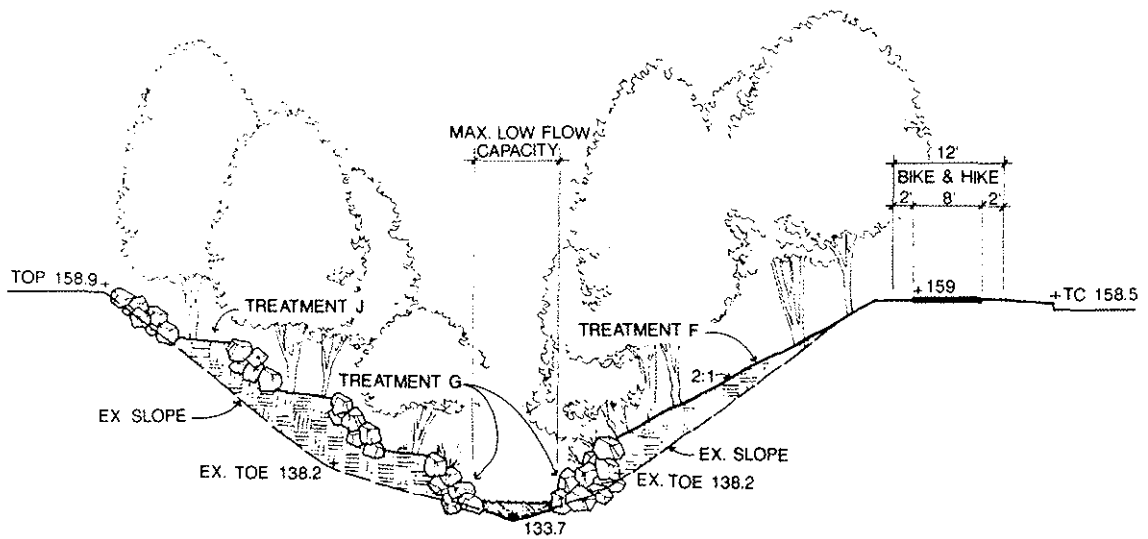 MAX. LOW FLOW
CAPACITY
12'
BIKE & HIKE
2'
8'
2'
TOP 158.9
159
TC 158.5
TREATMENT J
TREATMENT F
TREATMENT G
2:1
EX SLOPE
EX. SLOPE
EX. TOE 138.2
EX. TOE 138.2
133.7